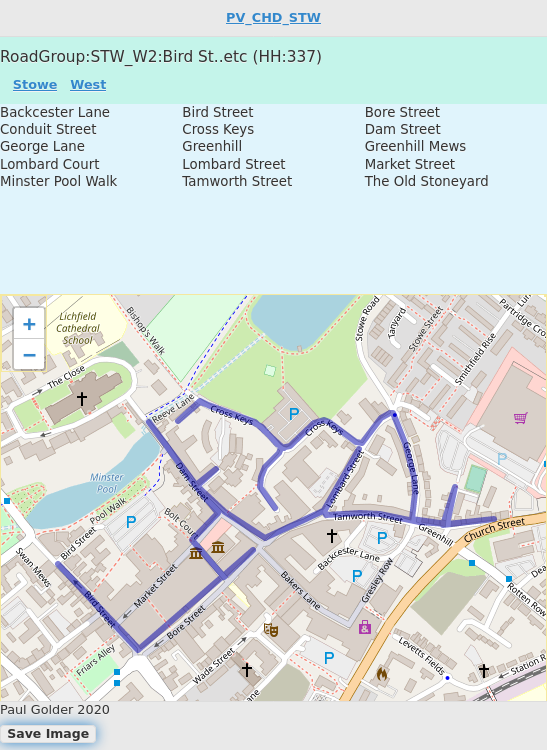 PV_CHD_STW
RoadGroup:STW_W2:Bird St..etc (HH:337)
Stowe West
Backcester Lane Bird Street Bore Street
Conduit Street Cross Keys Dam Street
George Lane Greenhill Greenhill Mews
Lombard Court Lombard Street Market Street
Minster Pool Walk Tamworth Street The Old Stoneyard
+
−
Lichfield
Cathedral
School
Bishop's Walk
Stowe Road
Tanyard
Stowe Street
Partridge Cro
Smithfield Rise
The Close
Reeve Lane
Cross Keys
P
Cross Keys
George Lane
P
Minster
Pool
Dam Street
Lombard Street
Pool Walk
P
Bolt Court
Tamworth Street
Greenhill
Church Street
Bird Street
P
Backcester Lane
Swan Mews
Market Street
Bakers Lane
P
Gresley Row
Dea
Rotten Row
Bird Street
Bore Street
Friars Alley
Wade Street
P
Levetts Fields
Station R
ane
Paul Golder 2020
Save Image